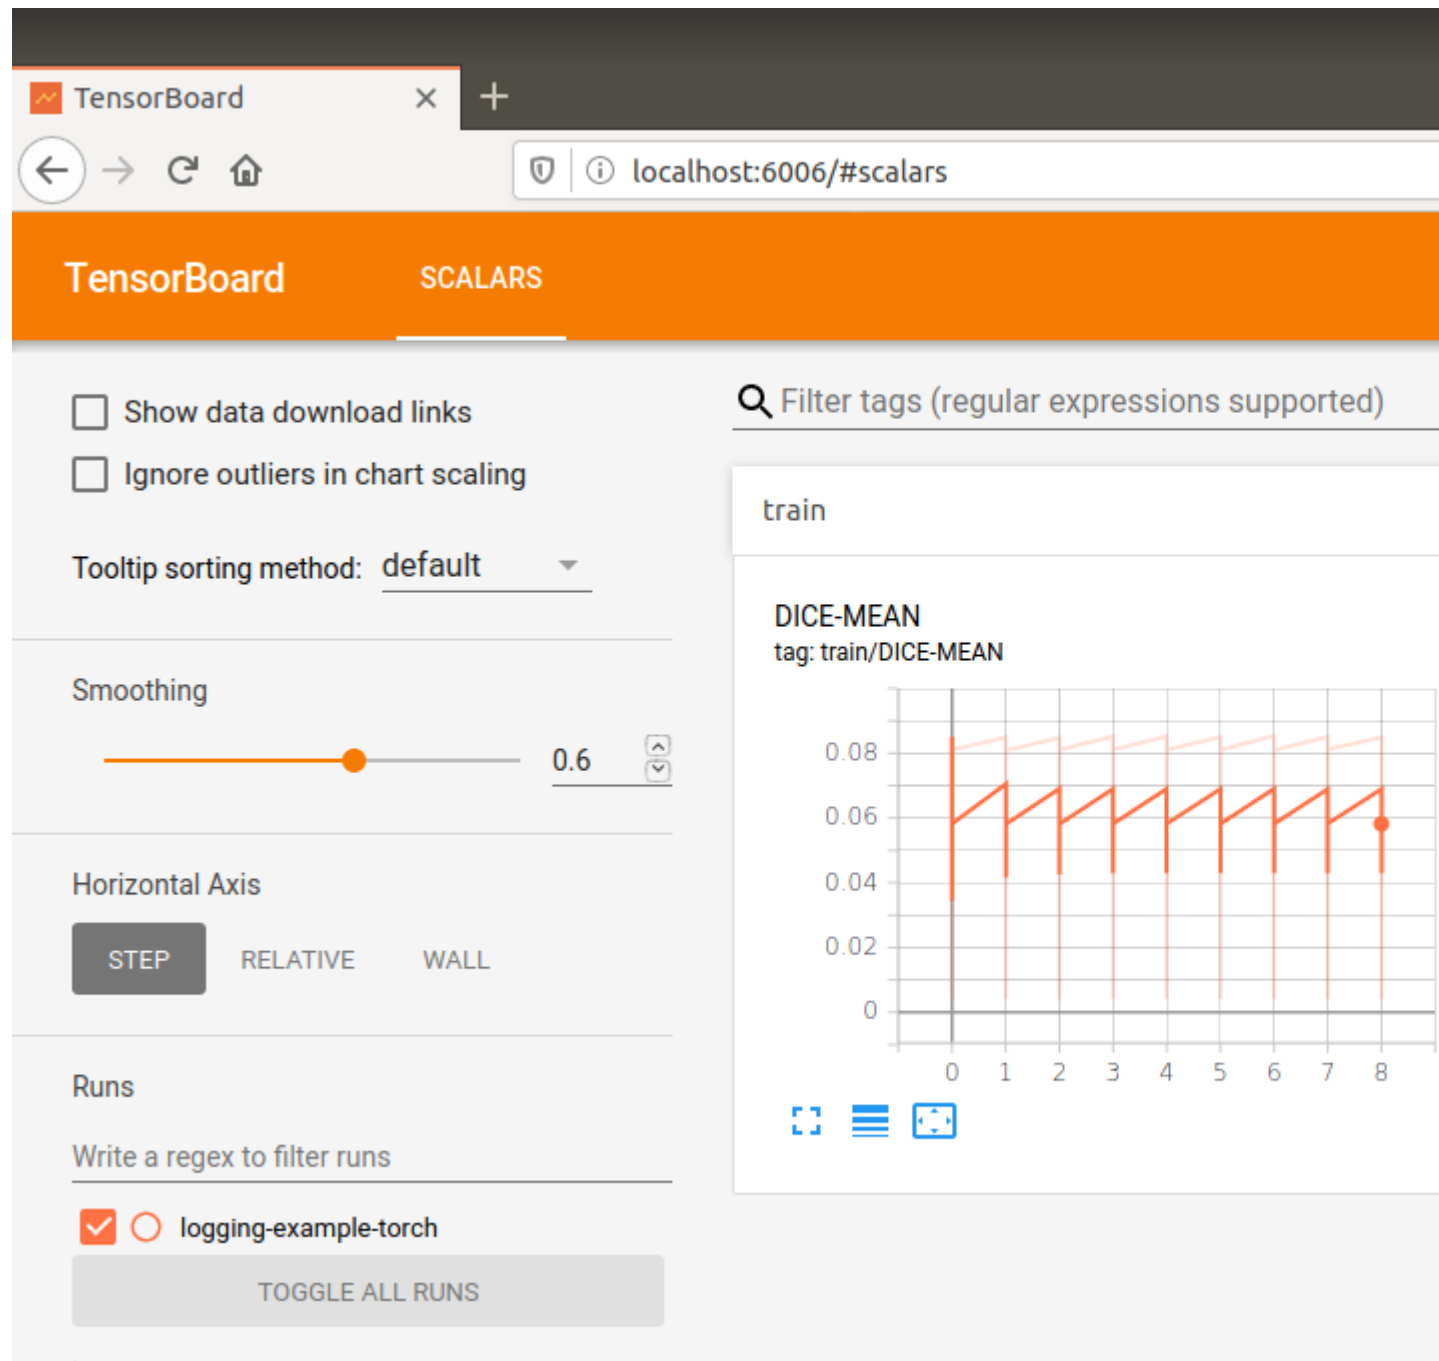 TensorBoard
localhost:6006/#scalars
TensorBoard SCALARS
Show data download links
Ignore outliers in chart scaling
Tooltip sorting method: default
Smoothing
0.6
Horizontal Axis
STEP RELATIVE WALL
Runs
Write a regex to filter runs
logging-example-torch
TOGGLE ALL RUNS
Filter tags (regular expressions supported)
train
DICE-MEAN
tag: train/DICE-MEAN
0.08
0.06
0.04
0.02
0
0 1 2 3 4 5 6 7 8